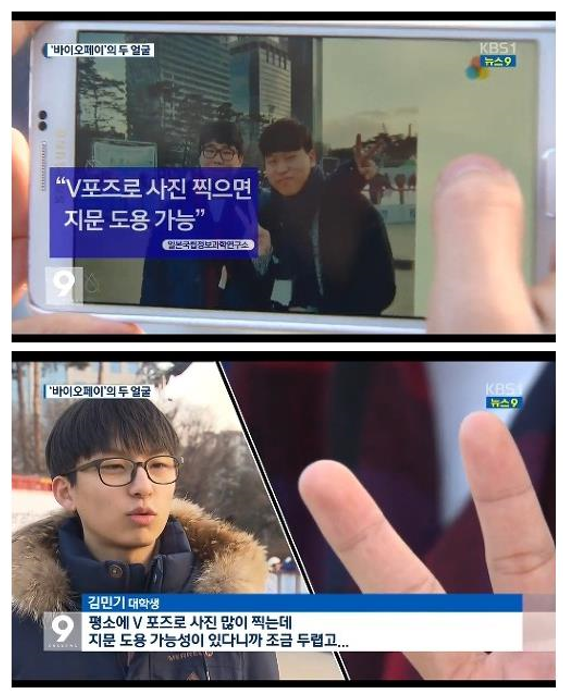 '바이오페이'의 두 얼굴
KBS1
뉴스9
"V포즈로 사진 찍으면
지문 도용 가능"
일본국립정보과학연구소
9
'바이오페이'의 두 얼굴
KBS1
뉴스9
김민기 대학생
9
평소에 V 포즈로 사진 많이 찍는데
지문 도용 가능성이 있다니까 조금 두렵고...